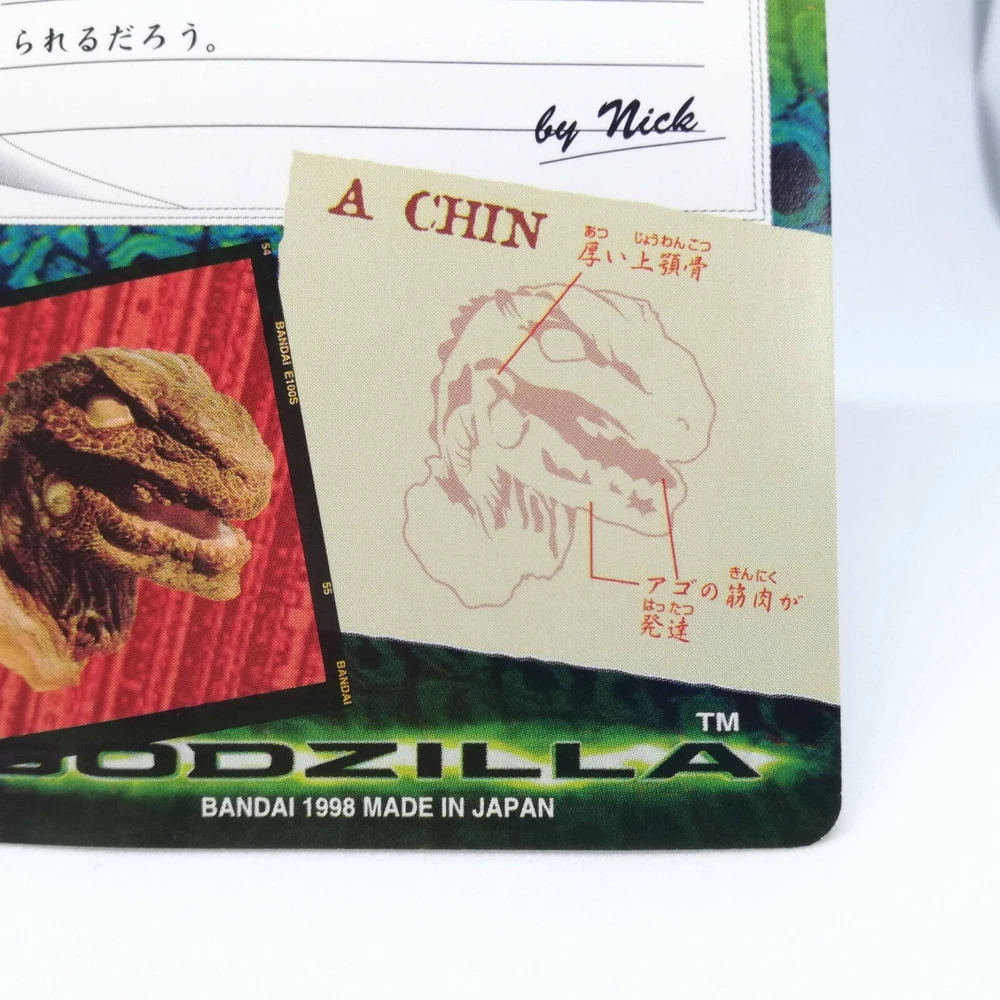 られるだろう。
by Nick
A CHIN
あつ じょうわんこつ
厚い上顎骨
54
BANDAI E100S
55
BANDAI
アゴの筋肉が
きんにく
発達
はったつ
GODZILLA TM
BANDAI 1998 MADE IN JAPAN